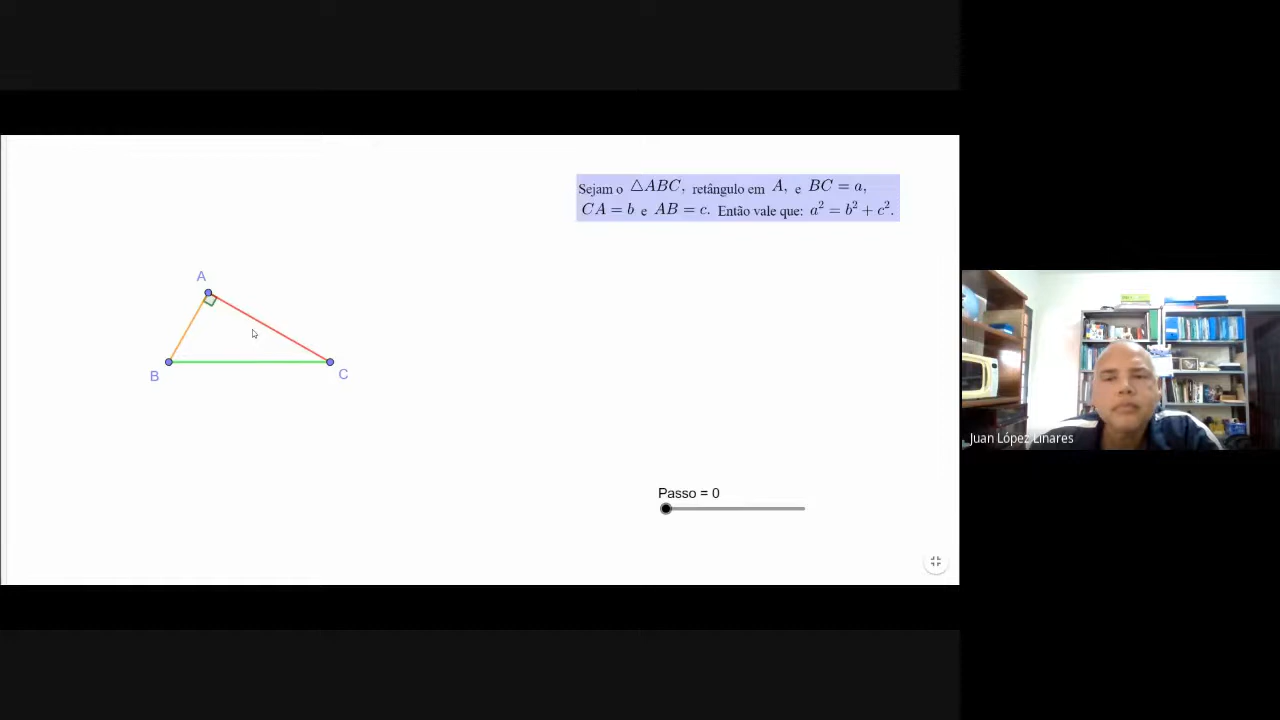 Sejam o △ABC, retângulo em A, e BC = a,
CA = b e AB = c. Então vale que: a² = b² + c².
A
B
C
Juan López Linares
Passo = 0